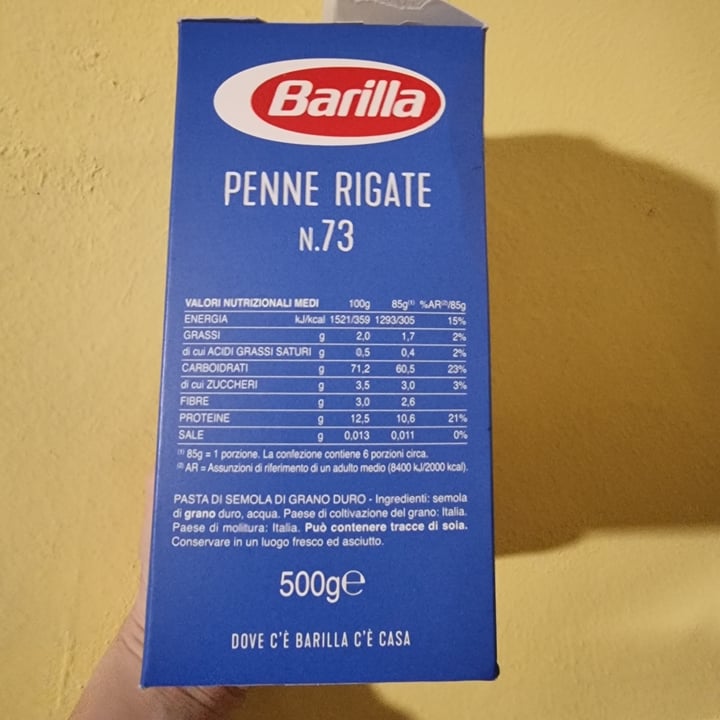 Barilla
PENNE RIGATE
N.73
VALORI NUTRIZIONALI MEDI 100g 85g⁽¹⁾ %AR⁽²⁾/85g
ENERGIA kJ/kcal 1521/359 1293/305 15%
GRASSI g 2,0 1,7 2%
di cui ACIDI GRASSI SATURI g 0,5 0,4 2%
CARBOIDRATI g 71,2 60,5 23%
di cui ZUCCHERI g 3,5 3,0 3%
FIBRE g 3,0 2,6
PROTEINE g 12,5 10,6 21%
SALE g 0,013 0,011 0%
⁽¹⁾ 85g = 1 porzione. La confezione contiene 6 porzioni circa.
⁽²⁾ AR = Assunzioni di riferimento di un adulto medio (8400 kJ/2000 kcal).
PASTA DI SEMOLA DI GRANO DURO - Ingredienti: semola
di grano duro, acqua. Paese di coltivazione del grano: Italia.
Paese di molitura: Italia. Può contenere tracce di soia.
Conservare in un luogo fresco ed asciutto.
500g℮
DOVE C'È BARILLA C'È CASA